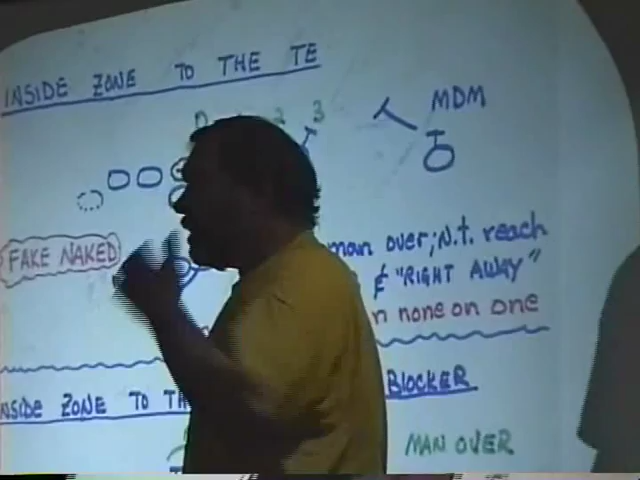 INSIDE ZONE TO THE TE
2 3
MDM
man over; N.T. reach
& "RIGHT AWAY"
FAKE NAKED
none on one
INSIDE ZONE TO
BLOCKER
MAN OVER